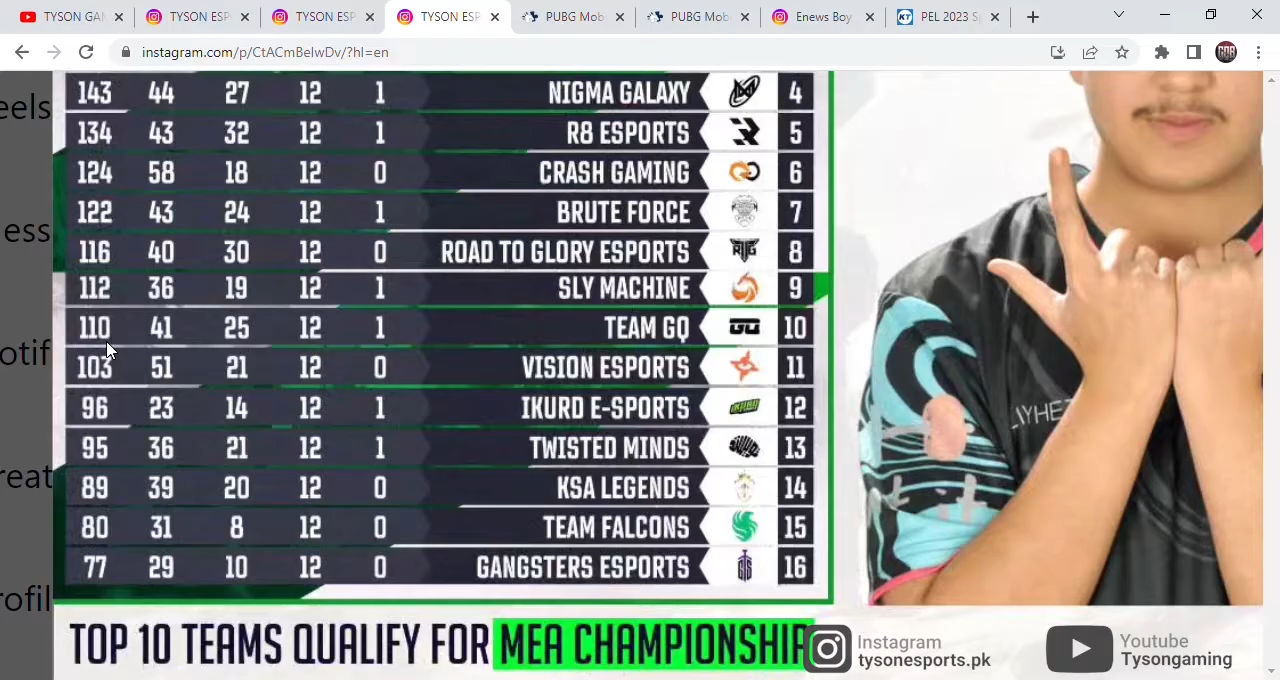 TYSON GA
TYSON ESP
TYSON ESP
TYSON ESP
PUBG Mob
PUBG Mob
Enews Boy
KT PEL 2023 S
instagram.com/p/CtACmBelwDv/?hl=en
eels
ess
otif
reat
rofil
143 44 27 12 1 NIGMA GALAXY 4
134 43 32 12 1 R8 ESPORTS 5
124 58 18 12 0 CRASH GAMING 6
122 43 24 12 1 BRUTE FORCE 7
116 40 30 12 0 ROAD TO GLORY ESPORTS RTG 8
112 36 19 12 1 SLY MACHINE 9
110 41 25 12 1 TEAM GQ GQ 10
103 51 21 12 0 VISION ESPORTS 11
96 23 14 12 1 IKURD E-SPORTS 12
95 36 21 12 1 TWISTED MINDS 13
89 39 20 12 0 KSA LEGENDS 14
80 31 8 12 0 TEAM FALCONS 15
77 29 10 12 0 GANGSTERS ESPORTS 16
TOP 10 TEAMS QUALIFY FOR MEA CHAMPIONSHIP
Instagram
tysonesports.pk
Youtube
Tysongaming